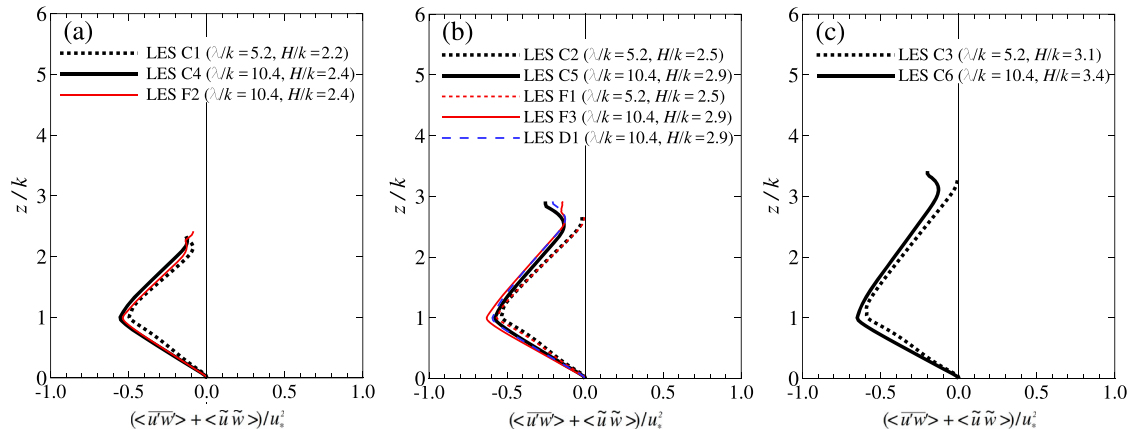 (a)
LES C1 (λ/k=5.2, H/k=2.2)
LES C4 (λ/k=10.4, H/k=2.4)
LES F2 (λ/k=10.4, H/k=2.4)
z / k
6
5
4
3
2
1
0
-1.0 -0.5 0.0 0.5 1.0
(<u'w'> + <ũ w̃>)/u*²
(b)
LES C2 (λ/k=5.2, H/k=2.5)
LES C5 (λ/k=10.4, H/k=2.9)
LES F1 (λ/k=5.2, H/k=2.5)
LES F3 (λ/k=10.4, H/k=2.9)
LES D1 (λ/k=10.4, H/k=2.9)
z / k
6
5
4
3
2
1
0
-1.0 -0.5 0.0 0.5 1.0
(<u'w'> + <ũ w̃>)/u*²
(c)
LES C3 (λ/k=5.2, H/k=3.1)
LES C6 (λ/k=10.4, H/k=3.4)
z / k
6
5
4
3
2
1
0
-1.0 -0.5 0.0 0.5 1.0
(<u'w'> + <ũ w̃>)/u*²